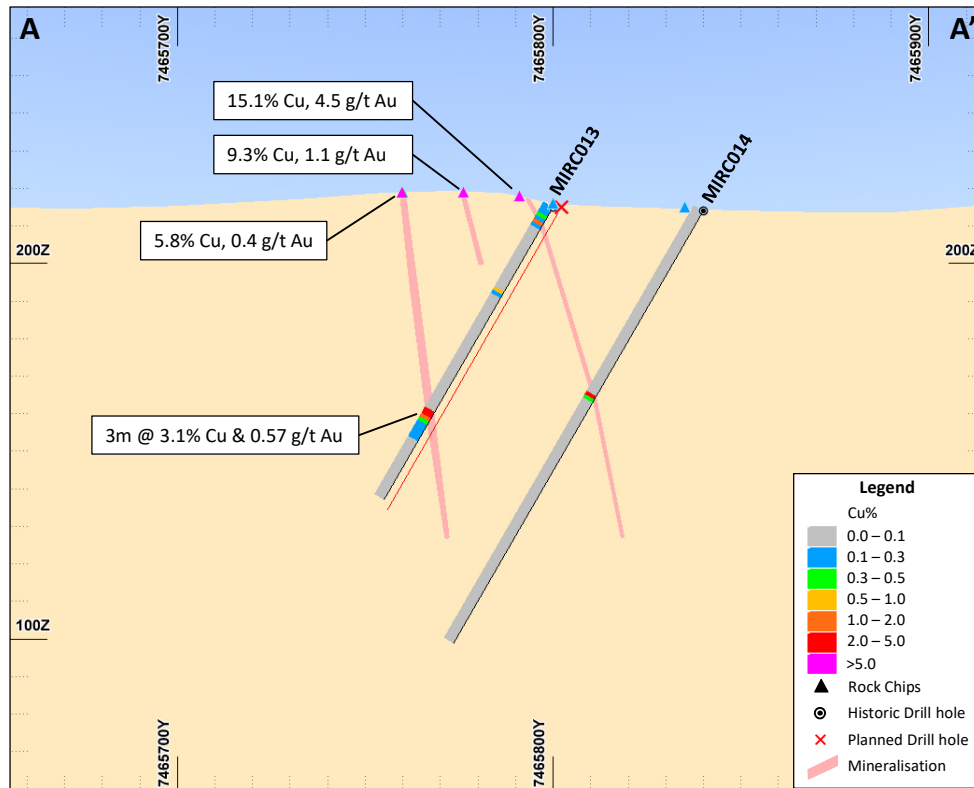 A
A'
7465700Y
7465800Y
7465900Y
15.1% Cu, 4.5 g/t Au
9.3% Cu, 1.1 g/t Au
MIRC013
MIRC014
5.8% Cu, 0.4 g/t Au
200Z
200Z
3m @ 3.1% Cu & 0.57 g/t Au
100Z
7465700Y
7465800Y
Legend
Cu%
0.0 – 0.1
0.1 – 0.3
0.3 – 0.5
0.5 – 1.0
1.0 – 2.0
2.0 – 5.0
>5.0
Rock Chips
Historic Drill hole
Planned Drill hole
Mineralisation